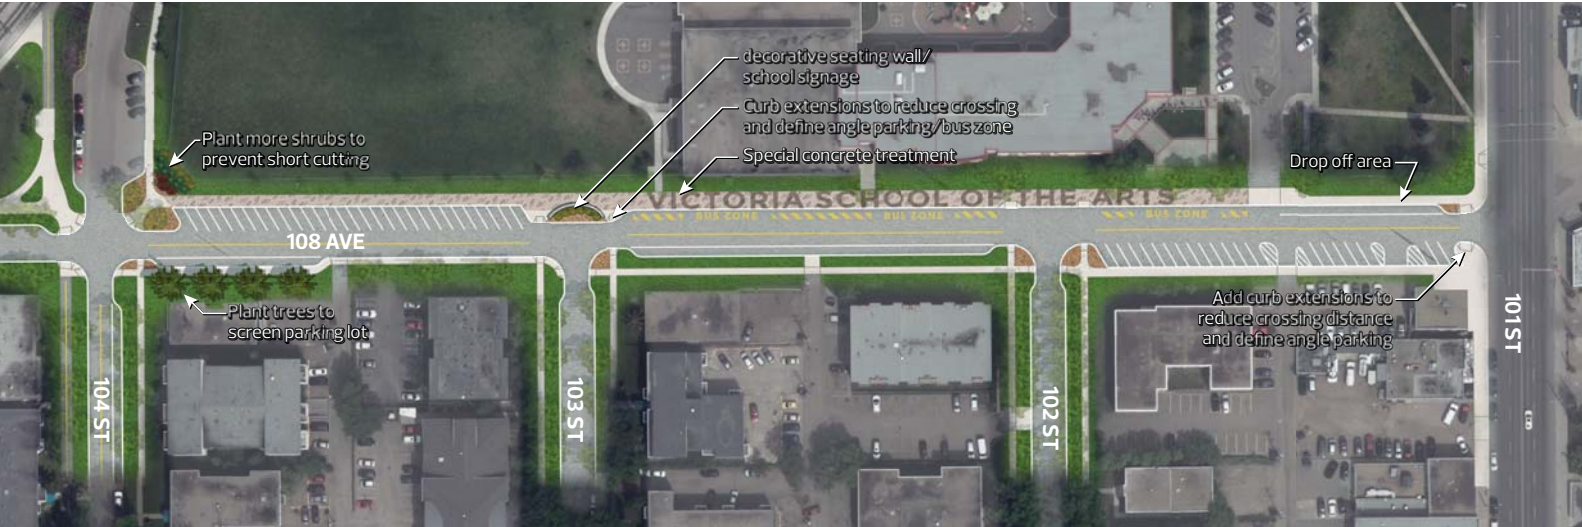 decorative seating wall/
school signage
Curb extensions to reduce crossing
and define angle parking/bus zone
Special concrete treatment
Plant more shrubs to
prevent short cutting
Drop off area
VICTORIA SCHOOL OF THE ARTS
BUS ZONE
BUS ZONE
BUS ZONE
108 AVE
Plant trees to
screen parking lot
Add curb extensions to
reduce crossing distance
and define angle parking
104 ST
103 ST
102 ST
101 ST